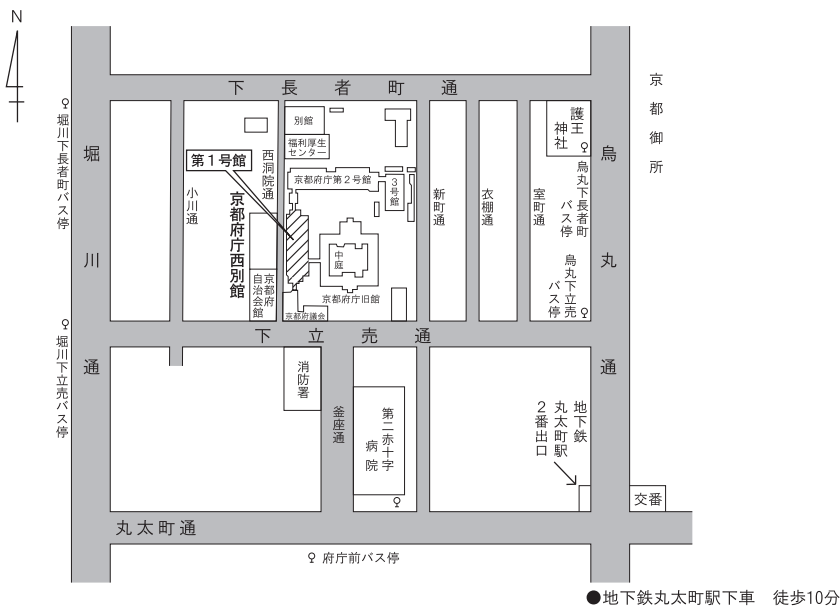 N
下長者町通
京都御所
堀川下長者町バス停
堀川通
別館
福利厚生
センター
護王
神社
烏丸通
第1号館
西洞院通
京都府庁第2号館
3号館
小川通
新町通
衣棚通
室町通
烏丸下長者町
バス停
京都府庁西別館
中庭
烏丸下立売
バス停
京都府
自治会館
京都府庁旧館
京都府議会
下立売通
堀川下立売バス停
消防署
釜座通
第二赤十字
病院
地下鉄
丸太町駅
2番出口
交番
丸太町通
府庁前バス停
●地下鉄丸太町駅下車　徒歩10分